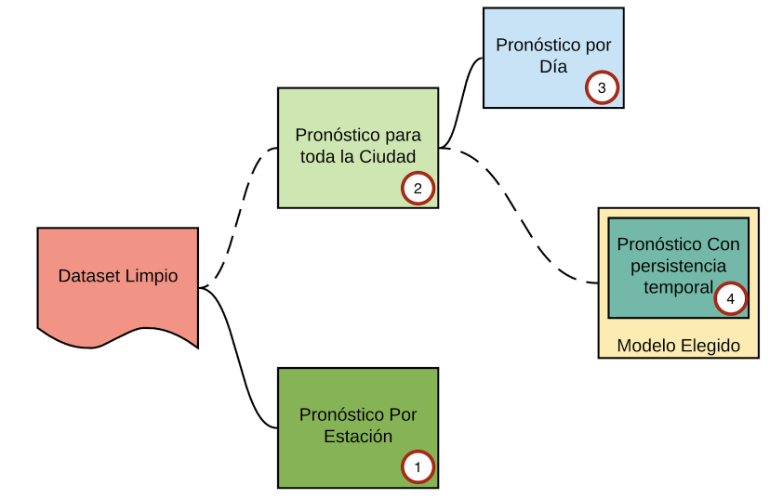 Pronóstico por
Día
3
Pronóstico para
toda la Ciudad
2
Pronóstico Con
persistencia
temporal
4
Modelo Elegido
Dataset Limpio
Pronóstico Por
Estación
1